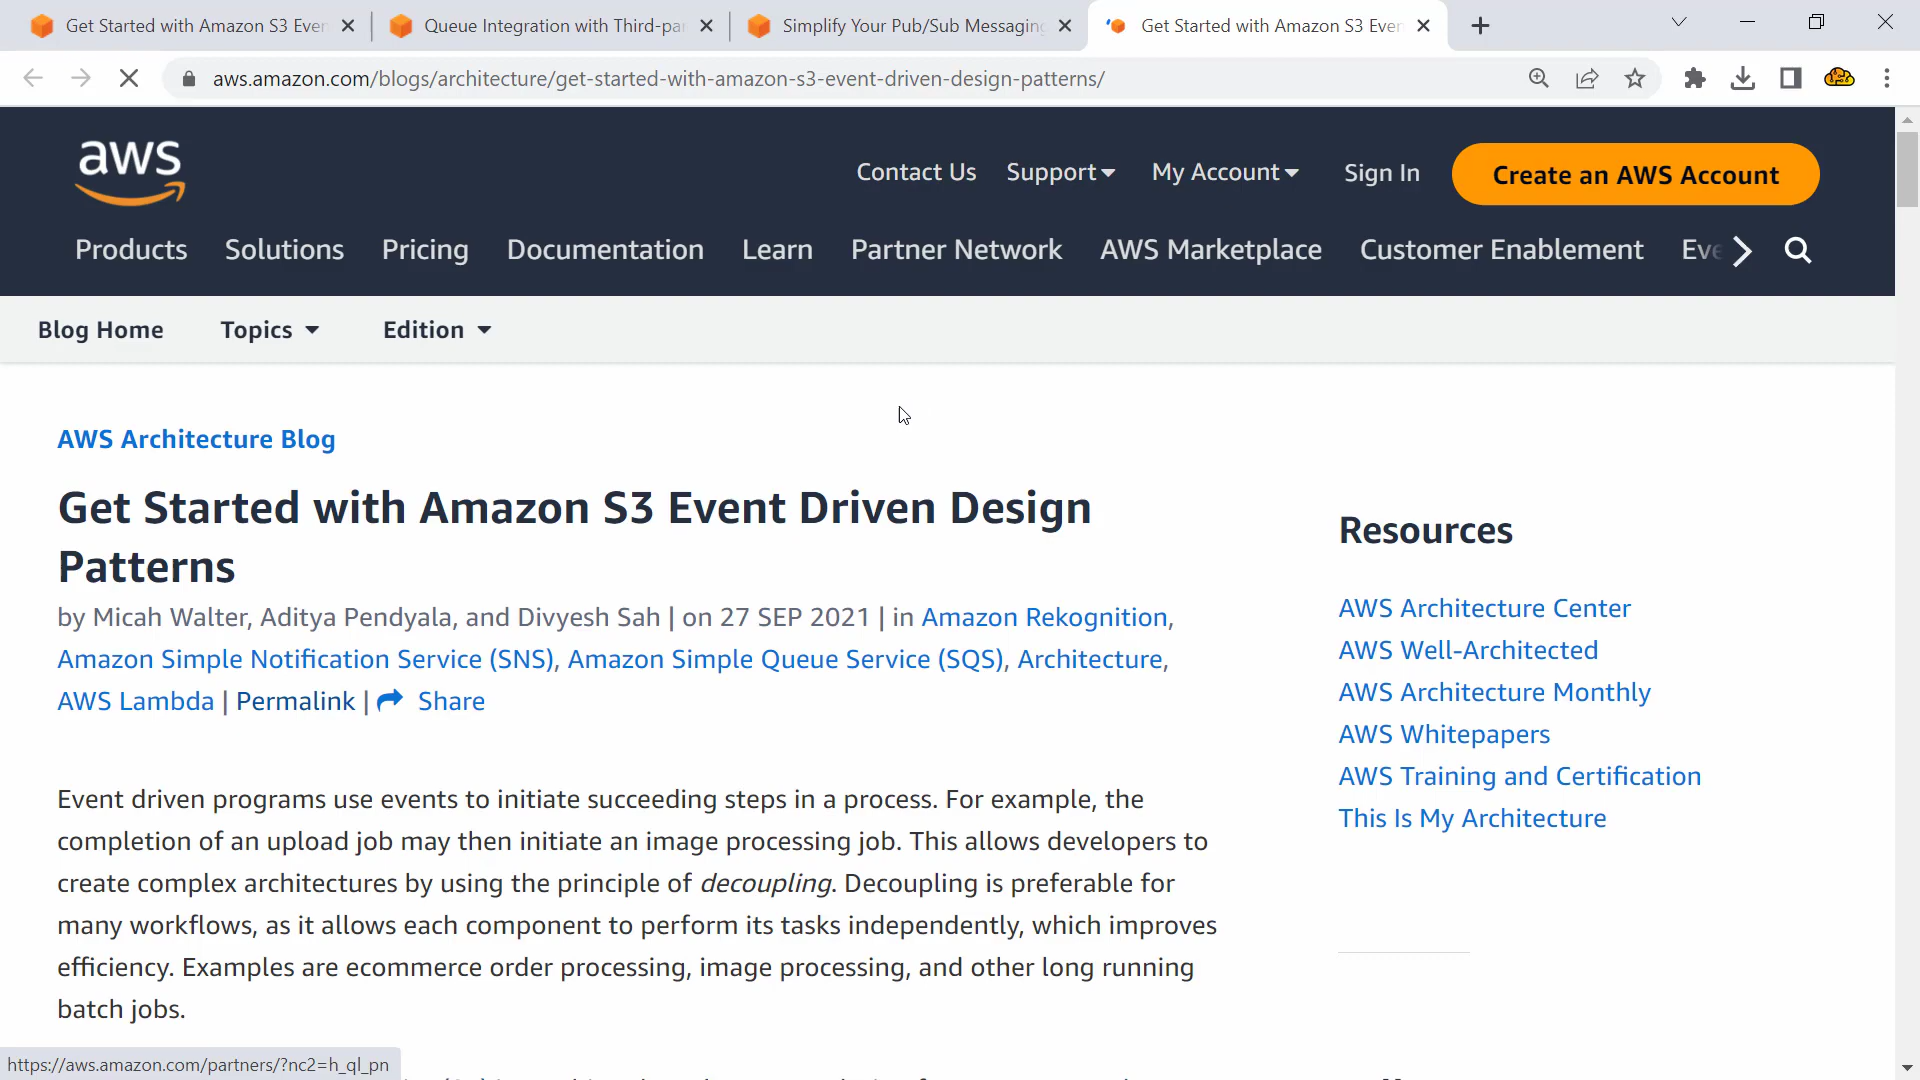 Get Started with Amazon S3 Even
Queue Integration with Third-par
Simplify Your Pub/Sub Messaging
Get Started with Amazon S3 Even
aws.amazon.com/blogs/architecture/get-started-with-amazon-s3-event-driven-design-patterns/
aws
Contact Us Support My Account Sign In Create an AWS Account
Products Solutions Pricing Documentation Learn Partner Network AWS Marketplace Customer Enablement Eve
Blog Home Topics Edition
AWS Architecture Blog
Get Started with Amazon S3 Event Driven Design
Patterns
by Micah Walter, Aditya Pendyala, and Divyesh Sah | on 27 SEP 2021 | in Amazon Rekognition,
Amazon Simple Notification Service (SNS), Amazon Simple Queue Service (SQS), Architecture,
AWS Lambda | Permalink | Share
Event driven programs use events to initiate succeeding steps in a process. For example, the
completion of an upload job may then initiate an image processing job. This allows developers to
create complex architectures by using the principle of decoupling. Decoupling is preferable for
many workflows, as it allows each component to perform its tasks independently, which improves
efficiency. Examples are ecommerce order processing, image processing, and other long running
batch jobs.
Resources
AWS Architecture Center
AWS Well-Architected
AWS Architecture Monthly
AWS Whitepapers
AWS Training and Certification
This Is My Architecture
https://aws.amazon.com/partners/?nc2=h_ql_pn